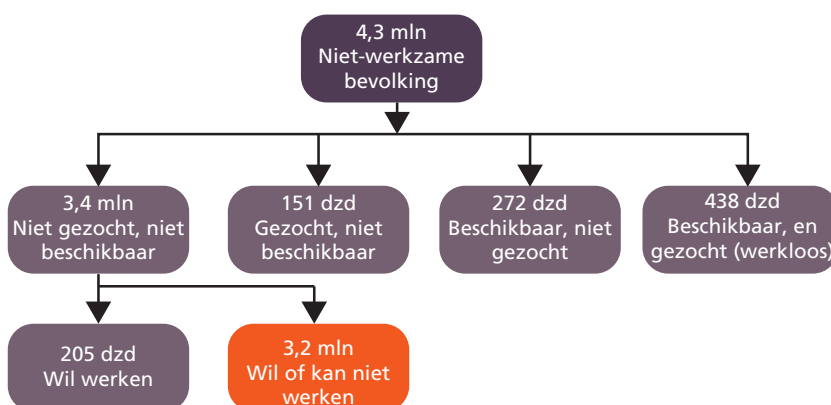 4,3 mln
Niet-werkzame
bevolking
3,4 mln
Niet gezocht, niet
beschikbaar
151 dzd
Gezocht, niet
beschikbaar
272 dzd
Beschikbaar, niet
gezocht
438 dzd
Beschikbaar, en
gezocht (werkloos)
205 dzd
Wil werken
3,2 mln
Wil of kan niet
werken